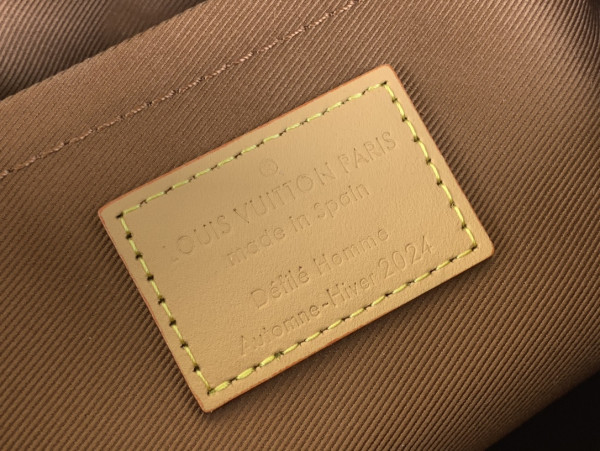 LOUIS VUITTON PARIS
made in Spain
Défilé Homme
Automne-Hiver 2024